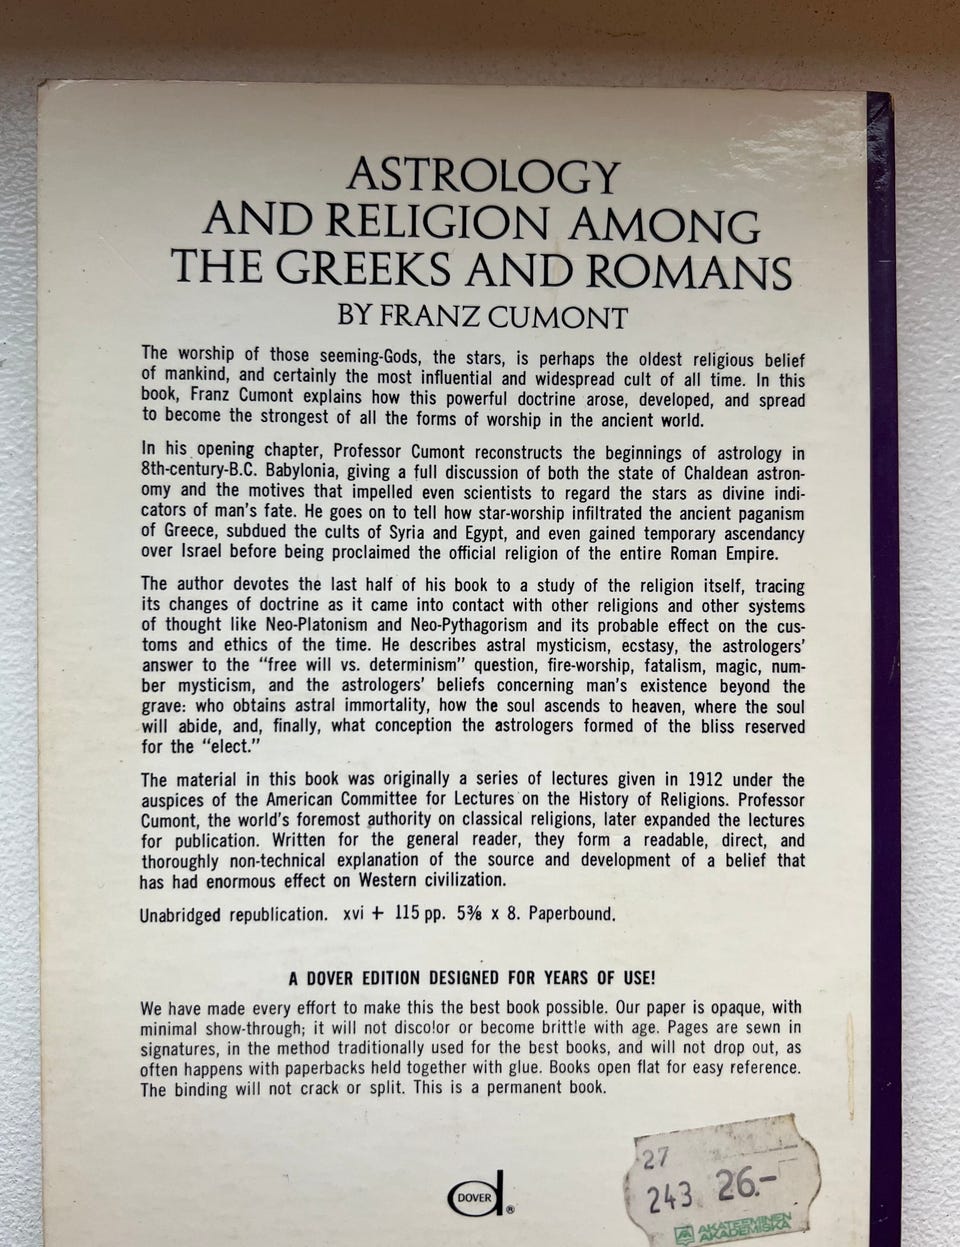 ASTROLOGY
AND RELIGION AMONG
THE GREEKS AND ROMANS
BY FRANZ CUMONT
The worship of those seeming-Gods, the stars, is perhaps the oldest religious belief
of mankind, and certainly the most influential and widespread cult of all time. In this
book, Franz Cumont explains how this powerful doctrine arose, developed, and spread
to become the strongest of all the forms of worship in the ancient world.
In his opening chapter, Professor Cumont reconstructs the beginnings of astrology in
8th-century-B.C. Babylonia, giving a full discussion of both the state of Chaldean astron-
omy and the motives that impelled even scientists to regard the stars as divine indi-
cators of man's fate. He goes on to tell how star-worship infiltrated the ancient paganism
of Greece, subdued the cults of Syria and Egypt, and even gained temporary ascendancy
over Israel before being proclaimed the official religion of the entire Roman Empire.
The author devotes the last half of his book to a study of the religion itself, tracing
its changes of doctrine as it came into contact with other religions and other systems
of thought like Neo-Platonism and Neo-Pythagorism and its probable effect on the cus-
toms and ethics of the time. He describes astral mysticism, ecstasy, the astrologers'
answer to the "free will vs. determinism" question, fire-worship, fatalism, magic, num-
ber mysticism, and the astrologers' beliefs concerning man's existence beyond the
grave: who obtains astral immortality, how the soul ascends to heaven, where the soul
will abide, and, finally, what conception the astrologers formed of the bliss reserved
for the "elect."
The material in this book was originally a series of lectures given in 1912 under the
auspices of the American Committee for Lectures on the History of Religions. Professor
Cumont, the world's foremost authority on classical religions, later expanded the lectures
for publication. Written for the general reader, they form a readable, direct, and
thoroughly non-technical explanation of the source and development of a belief that
has had enormous effect on Western civilization.
Unabridged republication. xvi + 115 pp. 5⅜ x 8. Paperbound.
A DOVER EDITION DESIGNED FOR YEARS OF USE!
We have made every effort to make this the best book possible. Our paper is opaque, with
minimal show-through; it will not discolor or become brittle with age. Pages are sewn in
signatures, in the method traditionally used for the best books, and will not drop out, as
often happens with paperbacks held together with glue. Books open flat for easy reference.
The binding will not crack or split. This is a permanent book.
DOVER ®
27
243 26.-
AKATEEMINEN
AKADEMISKA